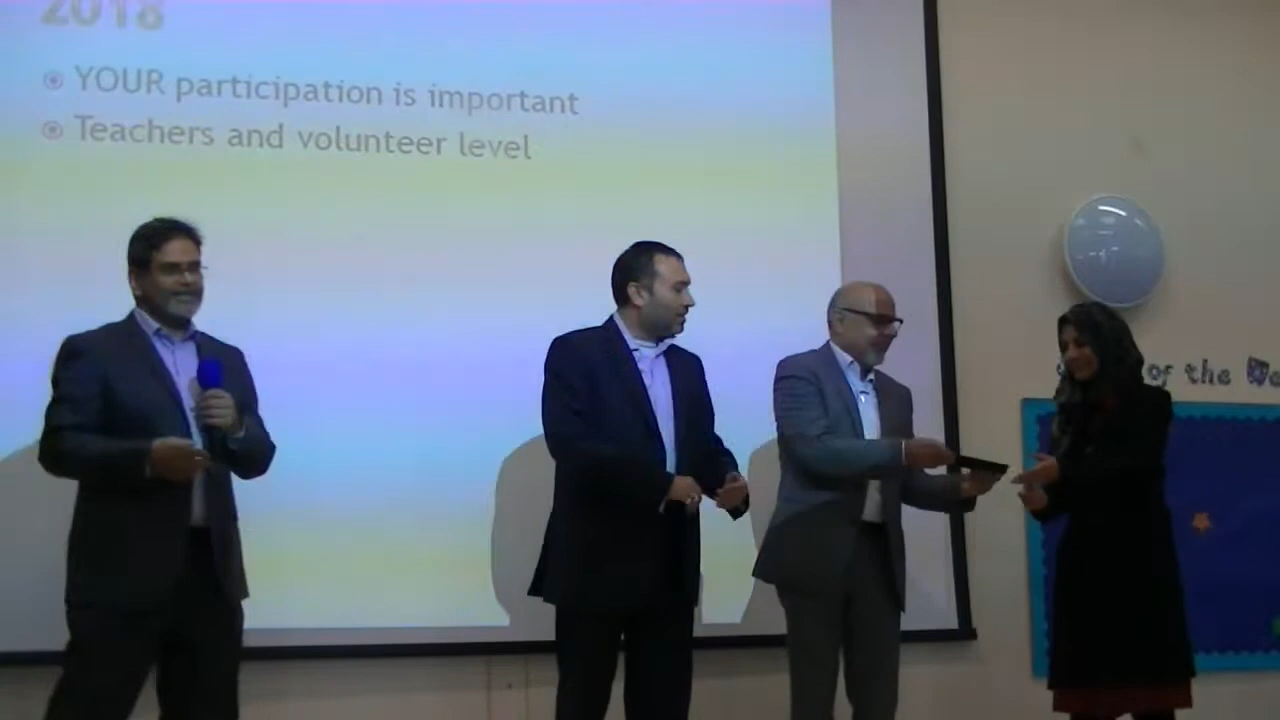 2018
YOUR participation is important
Teachers and volunteer level
of the